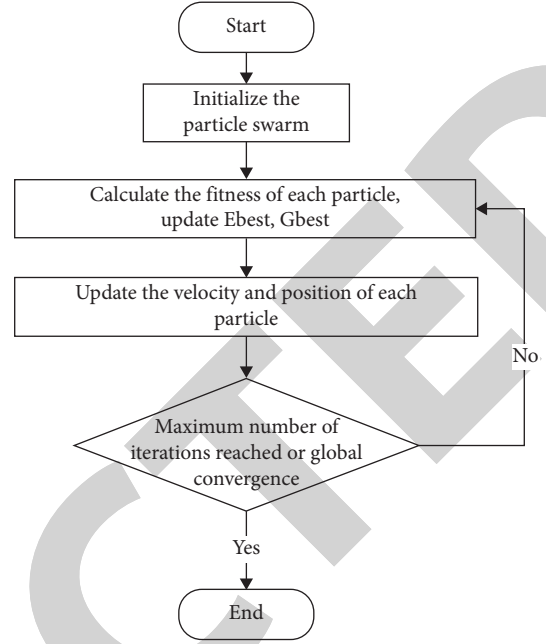 Start
Initialize the
particle swarm
Calculate the fitness of each particle,
update Ebest, Gbest
Update the velocity and position of each
particle
No
Maximum number of
iterations reached or global
convergence
Yes
End
CTED